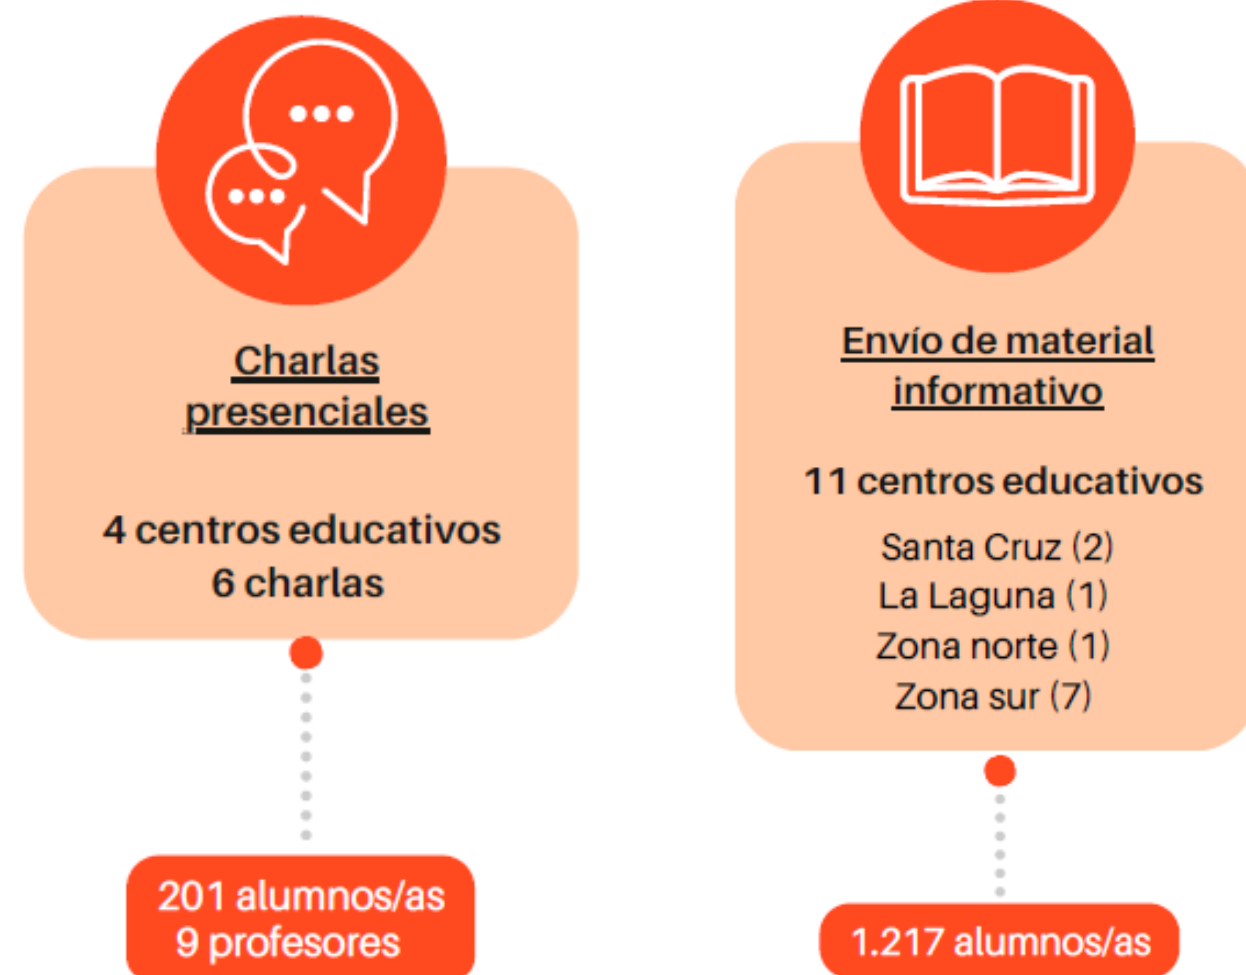 Charlas
presenciales
4 centros educativos
6 charlas
201 alumnos/as
9 profesores
Envío de material
informativo
11 centros educativos
Santa Cruz (2)
La Laguna (1)
Zona norte (1)
Zona sur (7)
1.217 alumnos/as